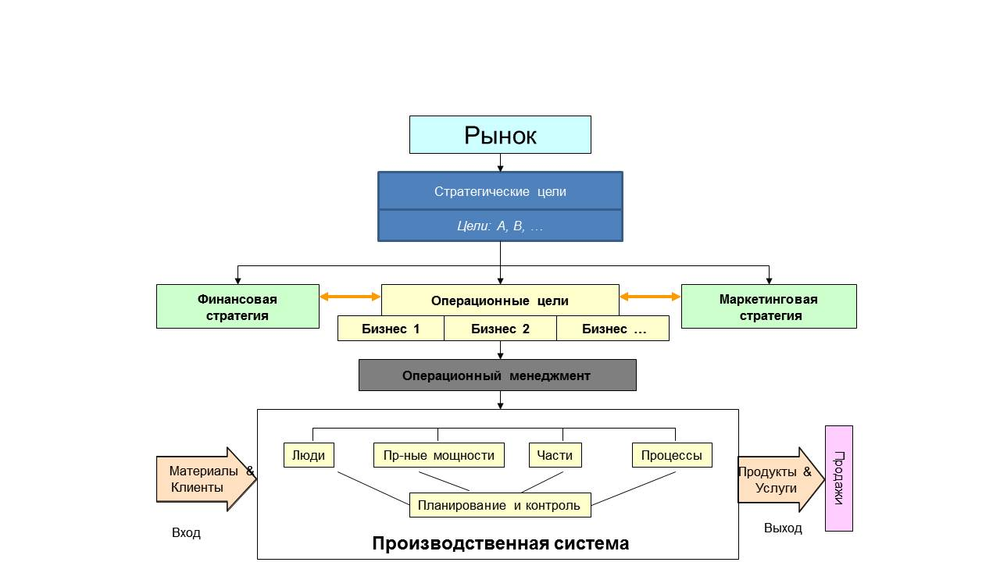 Рынок
Стратегические цели
Цели: А, В, …
Финансовая
стратегия
Операционные цели
Маркетинговая
стратегия
Бизнес 1
Бизнес 2
Бизнес …
Операционный менеджмент
Люди
Пр-ные мощности
Части
Процессы
Материалы &
Клиенты
Продукты &
Услуги
Продажи
Планирование и контроль
Вход
Выход
Производственная система